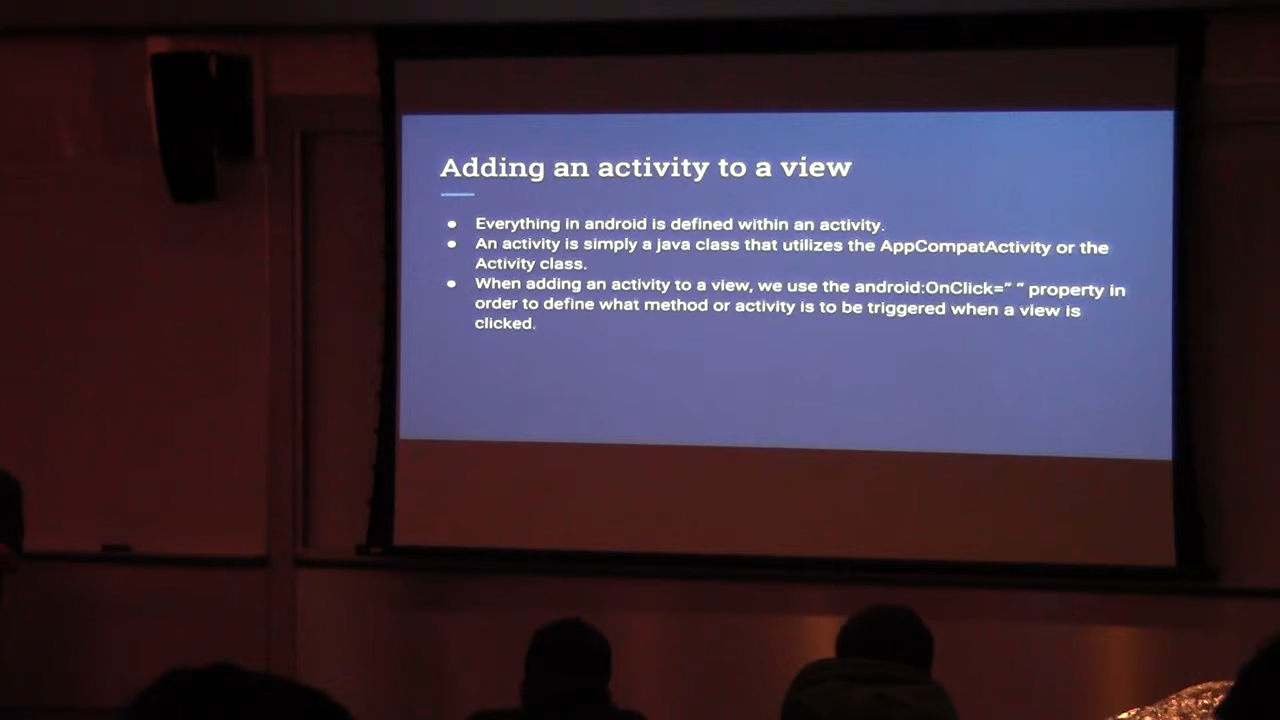 Adding an activity to a view
● Everything in android is defined within an activity.
● An activity is simply a java class that utilizes the AppCompatActivity or the
Activity class.
● When adding an activity to a view, we use the android:OnClick=” “ property in
order to define what method or activity is to be triggered when a view is
clicked.